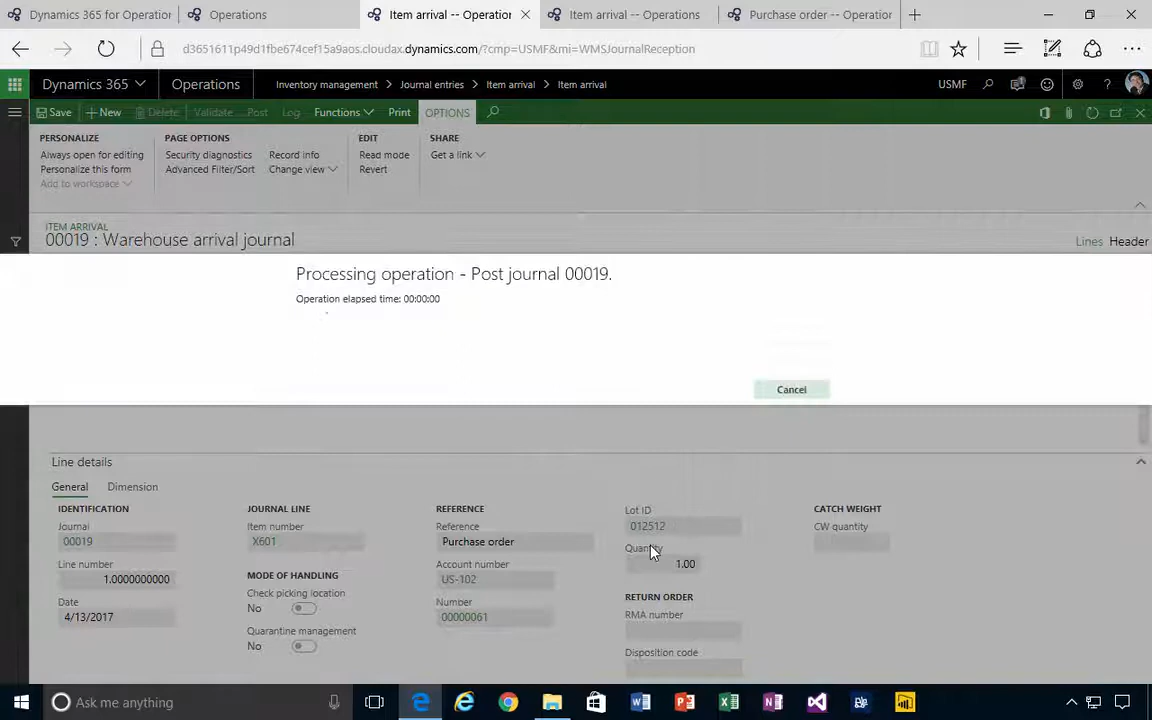 Dynamics 365 for Operation
Operations
Item arrival -- Operation
Item arrival -- Operations
Purchase order -- Operation
d3651611p49d1fbe674cef15a9aos.cloudax.dynamics.com/?cmp=USMF&mi=WMSJournalReception
Dynamics 365
Operations
Inventory management > Journal entries > Item arrival > Item arrival
USMF
?
Save
New
Delete
Validate
Post
Log
Functions
Print
OPTIONS
PERSONALIZE
Always open for editing
Personalize this form
Add to workspace
PAGE OPTIONS
Security diagnostics
Advanced Filter/Sort
Record info
Change view
EDIT
Read mode
Revert
SHARE
Get a link
ITEM ARRIVAL
00019 : Warehouse arrival journal
Lines
Header
Processing operation - Post journal 00019.
Operation elapsed time: 00:00:00
Cancel
Line details
General
Dimension
IDENTIFICATION
Journal
00019
Line number
1.0000000000
Date
4/13/2017
JOURNAL LINE
Item number
X601
MODE OF HANDLING
Check picking location
No
Quarantine management
No
REFERENCE
Reference
Purchase order
Account number
US-102
Number
00000061
Lot ID
012512
Quantity
1.00
RETURN ORDER
RMA number
Disposition code
CATCH WEIGHT
CW quantity
Ask me anything